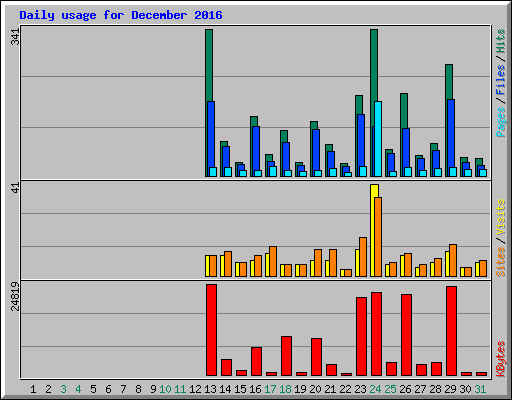 Daily usage for December 2016
341
Pages / Files / Hits
41
Sites / Visits
24819
KBytes
1 2 3 4 5 6 7 8 9 10 11 12 13 14 15 16 17 18 19 20 21 22 23 24 25 26 27 28 29 30 31